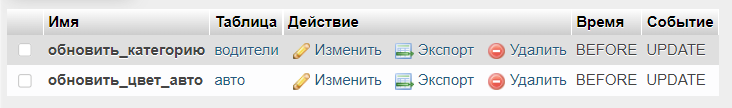 Имя Таблица Действие Время Событие
обновить_категорию водители Изменить Экспорт Удалить BEFORE UPDATE
обновить_цвет_авто авто Изменить Экспорт Удалить BEFORE UPDATE